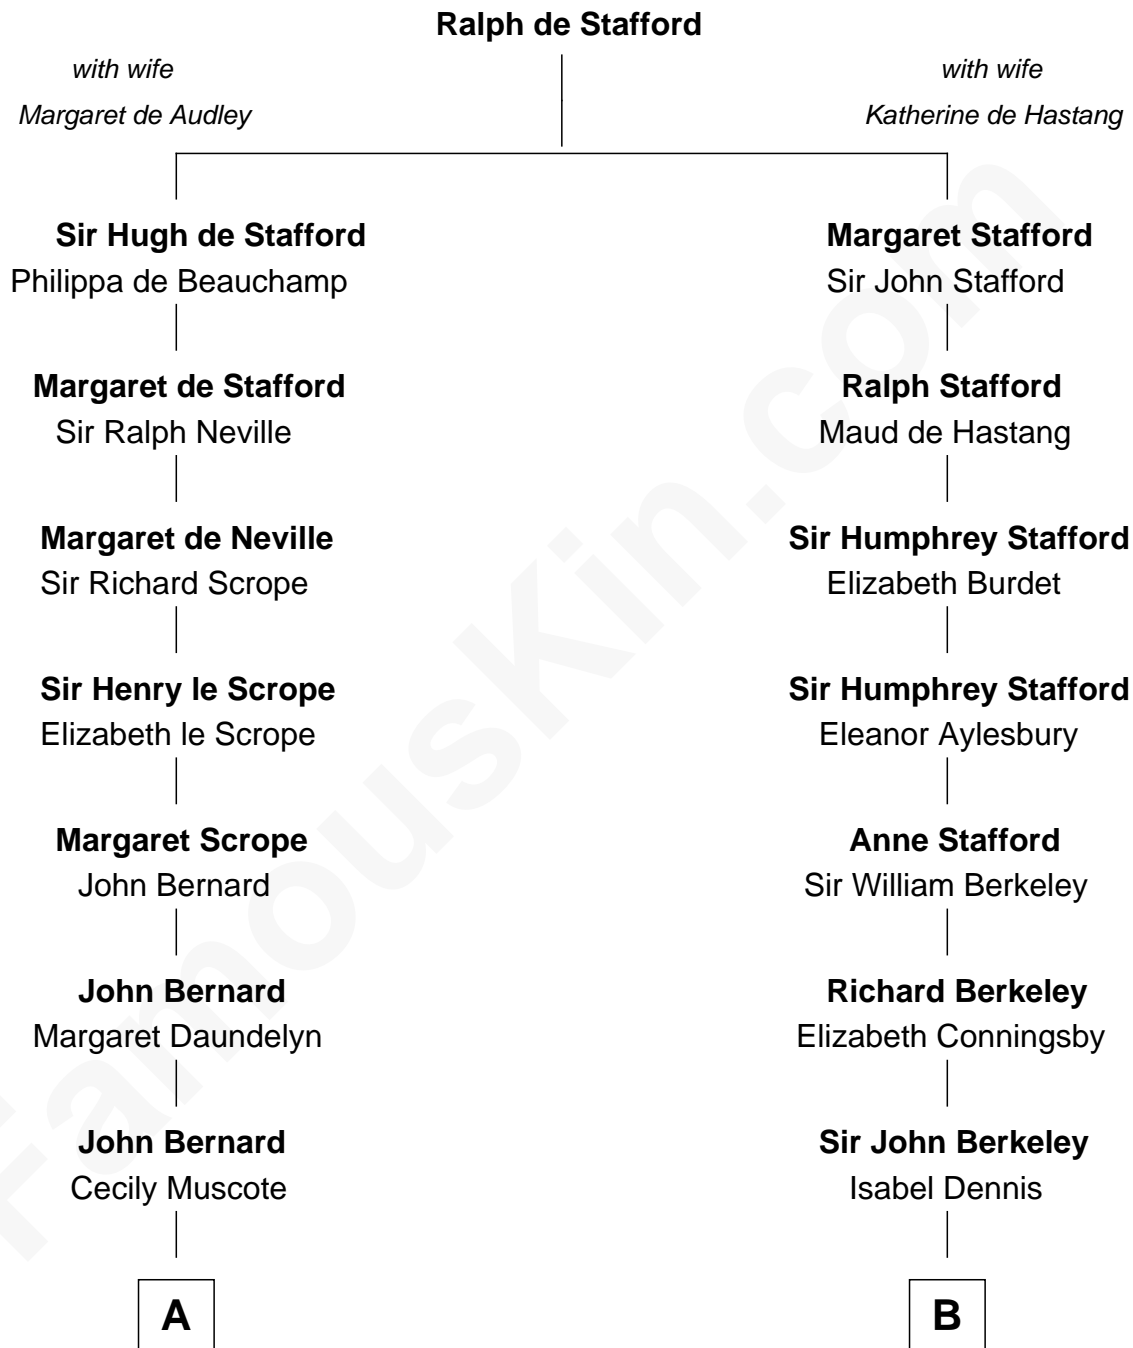 Ralph de Stafford
with wife
Margaret de Audley
with wife
Katherine de Hastang
Sir Hugh de Stafford
Philippa de Beauchamp
Margaret Stafford
Sir John Stafford
Margaret de Stafford
Sir Ralph Neville
Ralph Stafford
Maud de Hastang
Margaret de Neville
Sir Richard Scrope
Sir Humphrey Stafford
Elizabeth Burdet
Sir Henry le Scrope
Elizabeth le Scrope
Sir Humphrey Stafford
Eleanor Aylesbury
Margaret Scrope
John Bernard
Anne Stafford
Sir William Berkeley
John Bernard
Margaret Daundelyn
Richard Berkeley
Elizabeth Conningsby
John Bernard
Cecily Muscote
Sir John Berkeley
Isabel Dennis
A
B
FamousKin.com